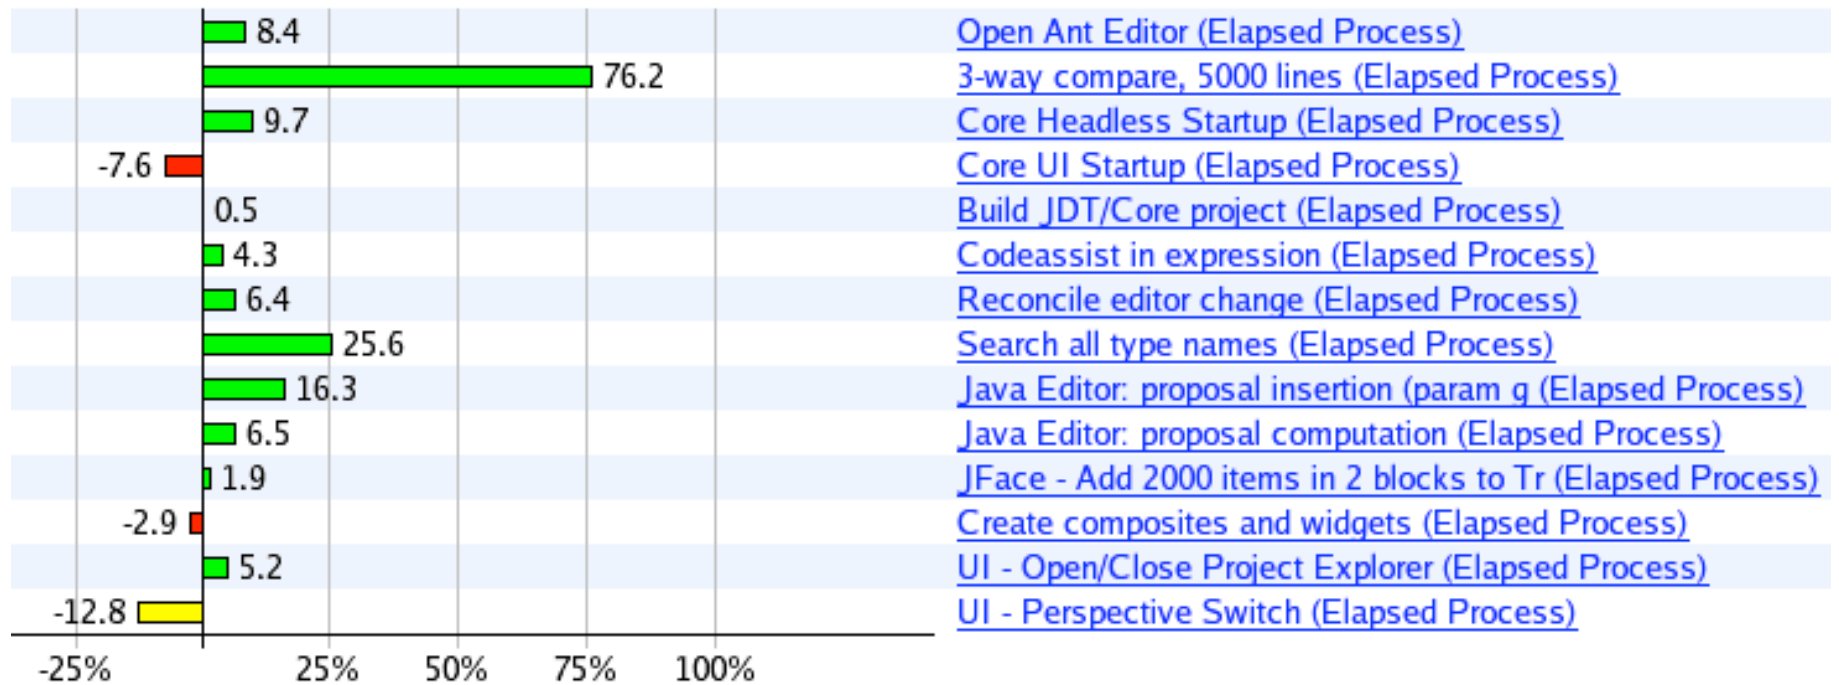 8.4 Open Ant Editor (Elapsed Process)
76.2 3-way compare, 5000 lines (Elapsed Process)
9.7 Core Headless Startup (Elapsed Process)
-7.6 Core UI Startup (Elapsed Process)
0.5 Build JDT/Core project (Elapsed Process)
4.3 Codeassist in expression (Elapsed Process)
6.4 Reconcile editor change (Elapsed Process)
25.6 Search all type names (Elapsed Process)
16.3 Java Editor: proposal insertion (param g (Elapsed Process)
6.5 Java Editor: proposal computation (Elapsed Process)
1.9 JFace - Add 2000 items in 2 blocks to Tr (Elapsed Process)
-2.9 Create composites and widgets (Elapsed Process)
5.2 UI - Open/Close Project Explorer (Elapsed Process)
-12.8 UI - Perspective Switch (Elapsed Process)
-25% 25% 50% 75% 100%